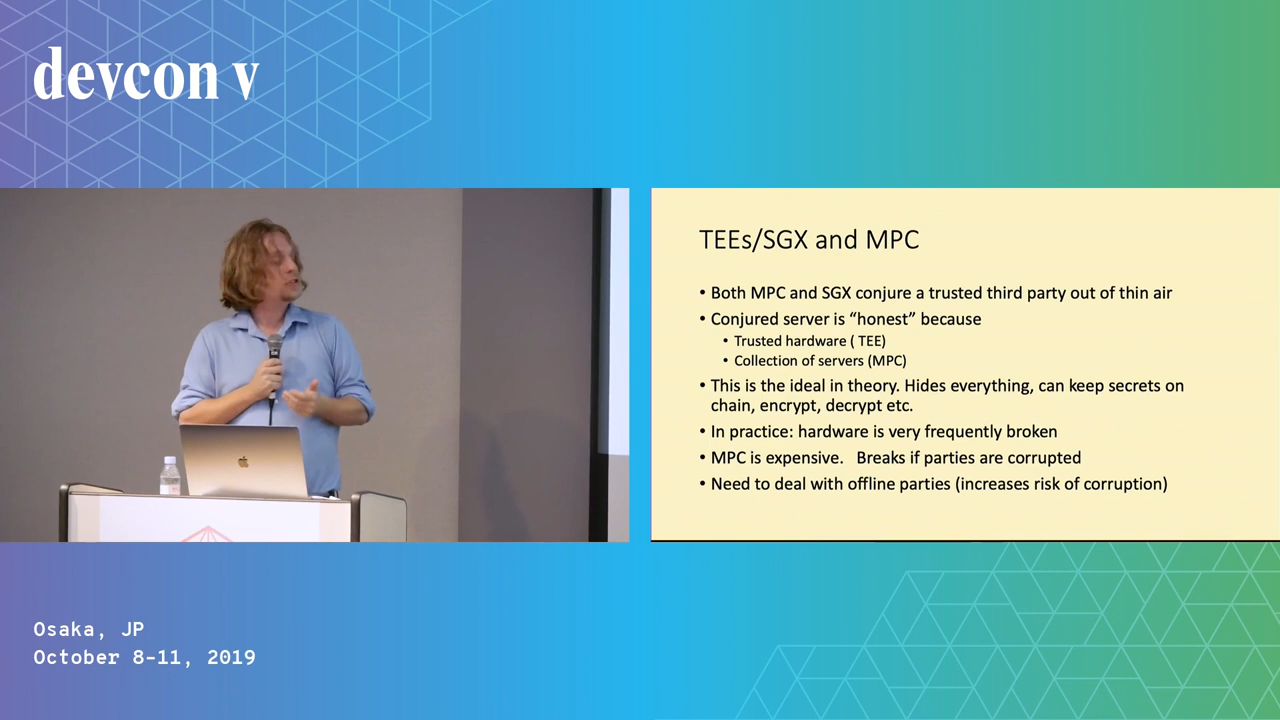 devcon v
TEEs/SGX and MPC
• Both MPC and SGX conjure a trusted third party out of thin air
• Conjured server is “honest” because
• Trusted hardware ( TEE)
• Collection of servers (MPC)
• This is the ideal in theory. Hides everything, can keep secrets on
chain, encrypt, decrypt etc.
• In practice: hardware is very frequently broken
• MPC is expensive.   Breaks if parties are corrupted
• Need to deal with offline parties (increases risk of corruption)
Osaka, JP
October 8-11, 2019